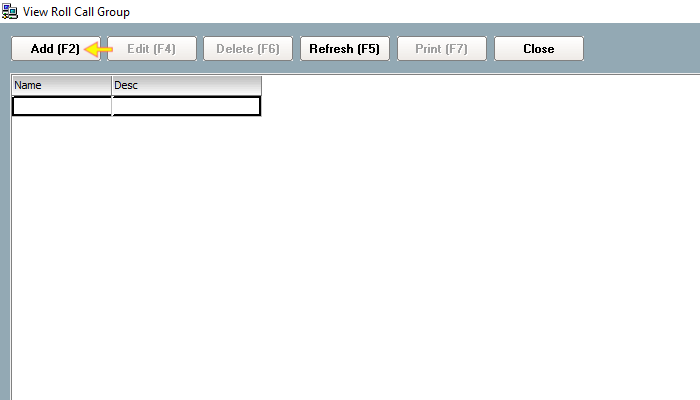 View Roll Call Group
Add (F2) Edit (F4) Delete (F6) Refresh (F5) Print (F7) Close
Name Desc